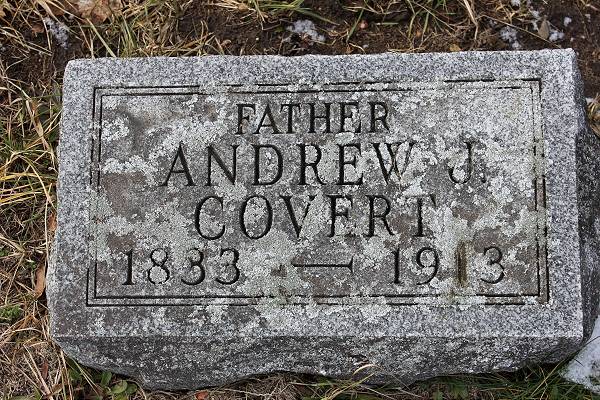 FATHER
ANDREW J.
COVERT
1833 — 1913